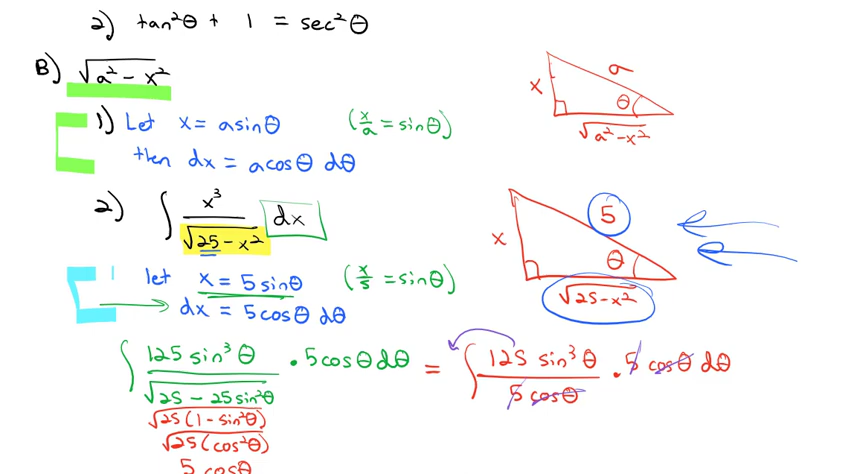 2) tan²θ + 1 = sec²θ
B) √(a² − x²)
1) Let x = a sinθ (x/a = sinθ)
then dx = a cosθ dθ
x a θ √(a² − x²)
2) ∫ x³/√(25 − x²) dx
let x = 5 sinθ (x/5 = sinθ)
dx = 5 cosθ dθ
x 5 θ √(25 − x²)
∫ 125 sin³θ/√(25 − 25 sin²θ) · 5 cosθ dθ = ∫ 125 sin³θ/5 cosθ · 5 cosθ dθ
√(25(1 − sin²θ))
√(25(cos²θ))
5 cosθ